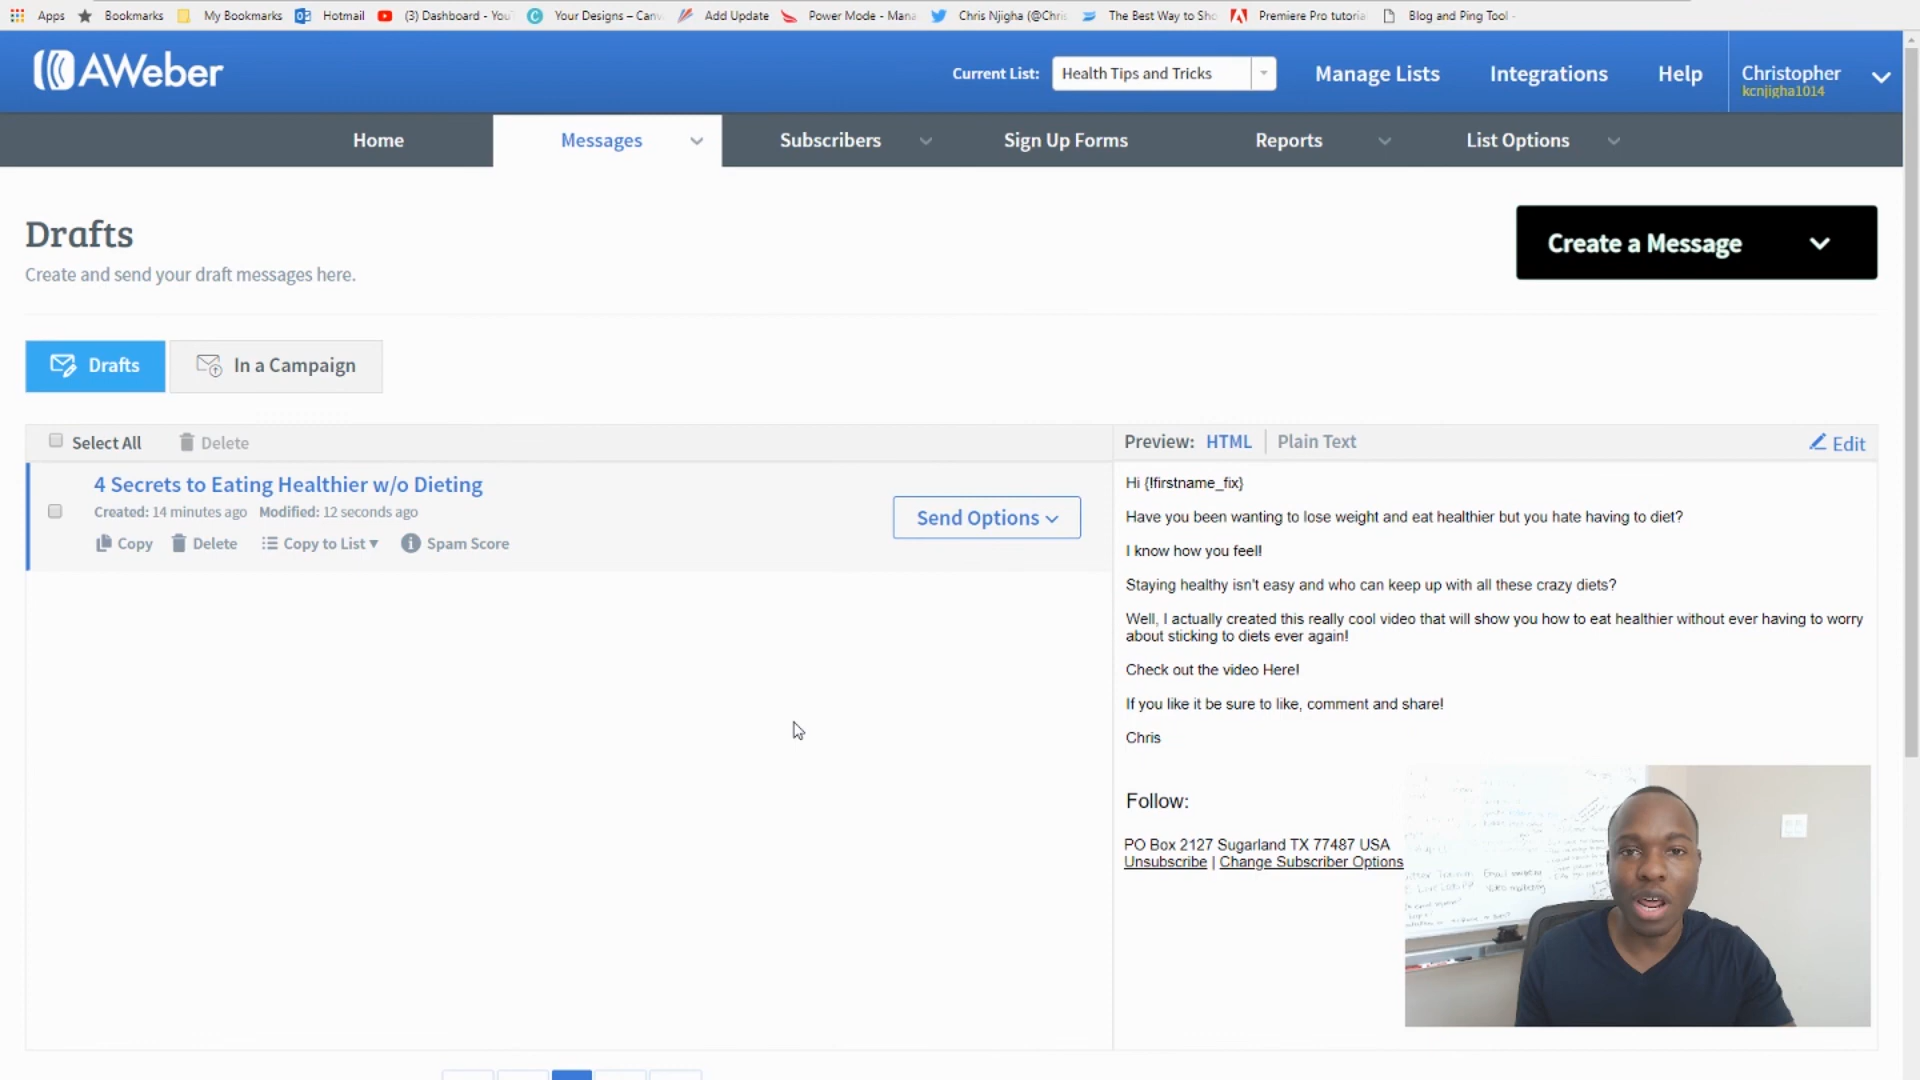 Apps Bookmarks My Bookmarks Hotmail (3) Dashboard - You Your Designs – Canv Add Update Power Mode - Mana Chris Njigha (@Chris The Best Way to Sho Premiere Pro tutoria Blog and Ping Tool -
AWeber
Current List: Health Tips and Tricks Manage Lists Integrations Help Christopher
kcnjigha1014
Home Messages Subscribers Sign Up Forms Reports List Options
Drafts
Create and send your draft messages here.
Create a Message
Drafts In a Campaign
Select All Delete
4 Secrets to Eating Healthier w/o Dieting
Created: 14 minutes ago Modified: 12 seconds ago
Copy Delete Copy to List Spam Score
Send Options
Preview: HTML Plain Text Edit
Hi {!firstname_fix}
Have you been wanting to lose weight and eat healthier but you hate having to diet?
I know how you feel!
Staying healthy isn't easy and who can keep up with all these crazy diets?
Well, I actually created this really cool video that will show you how to eat healthier without ever having to worry
about sticking to diets ever again!
Check out the video Here!
If you like it be sure to like, comment and share!
Chris
Follow:
PO Box 2127 Sugarland TX 77487 USA
Unsubscribe | Change Subscriber Options